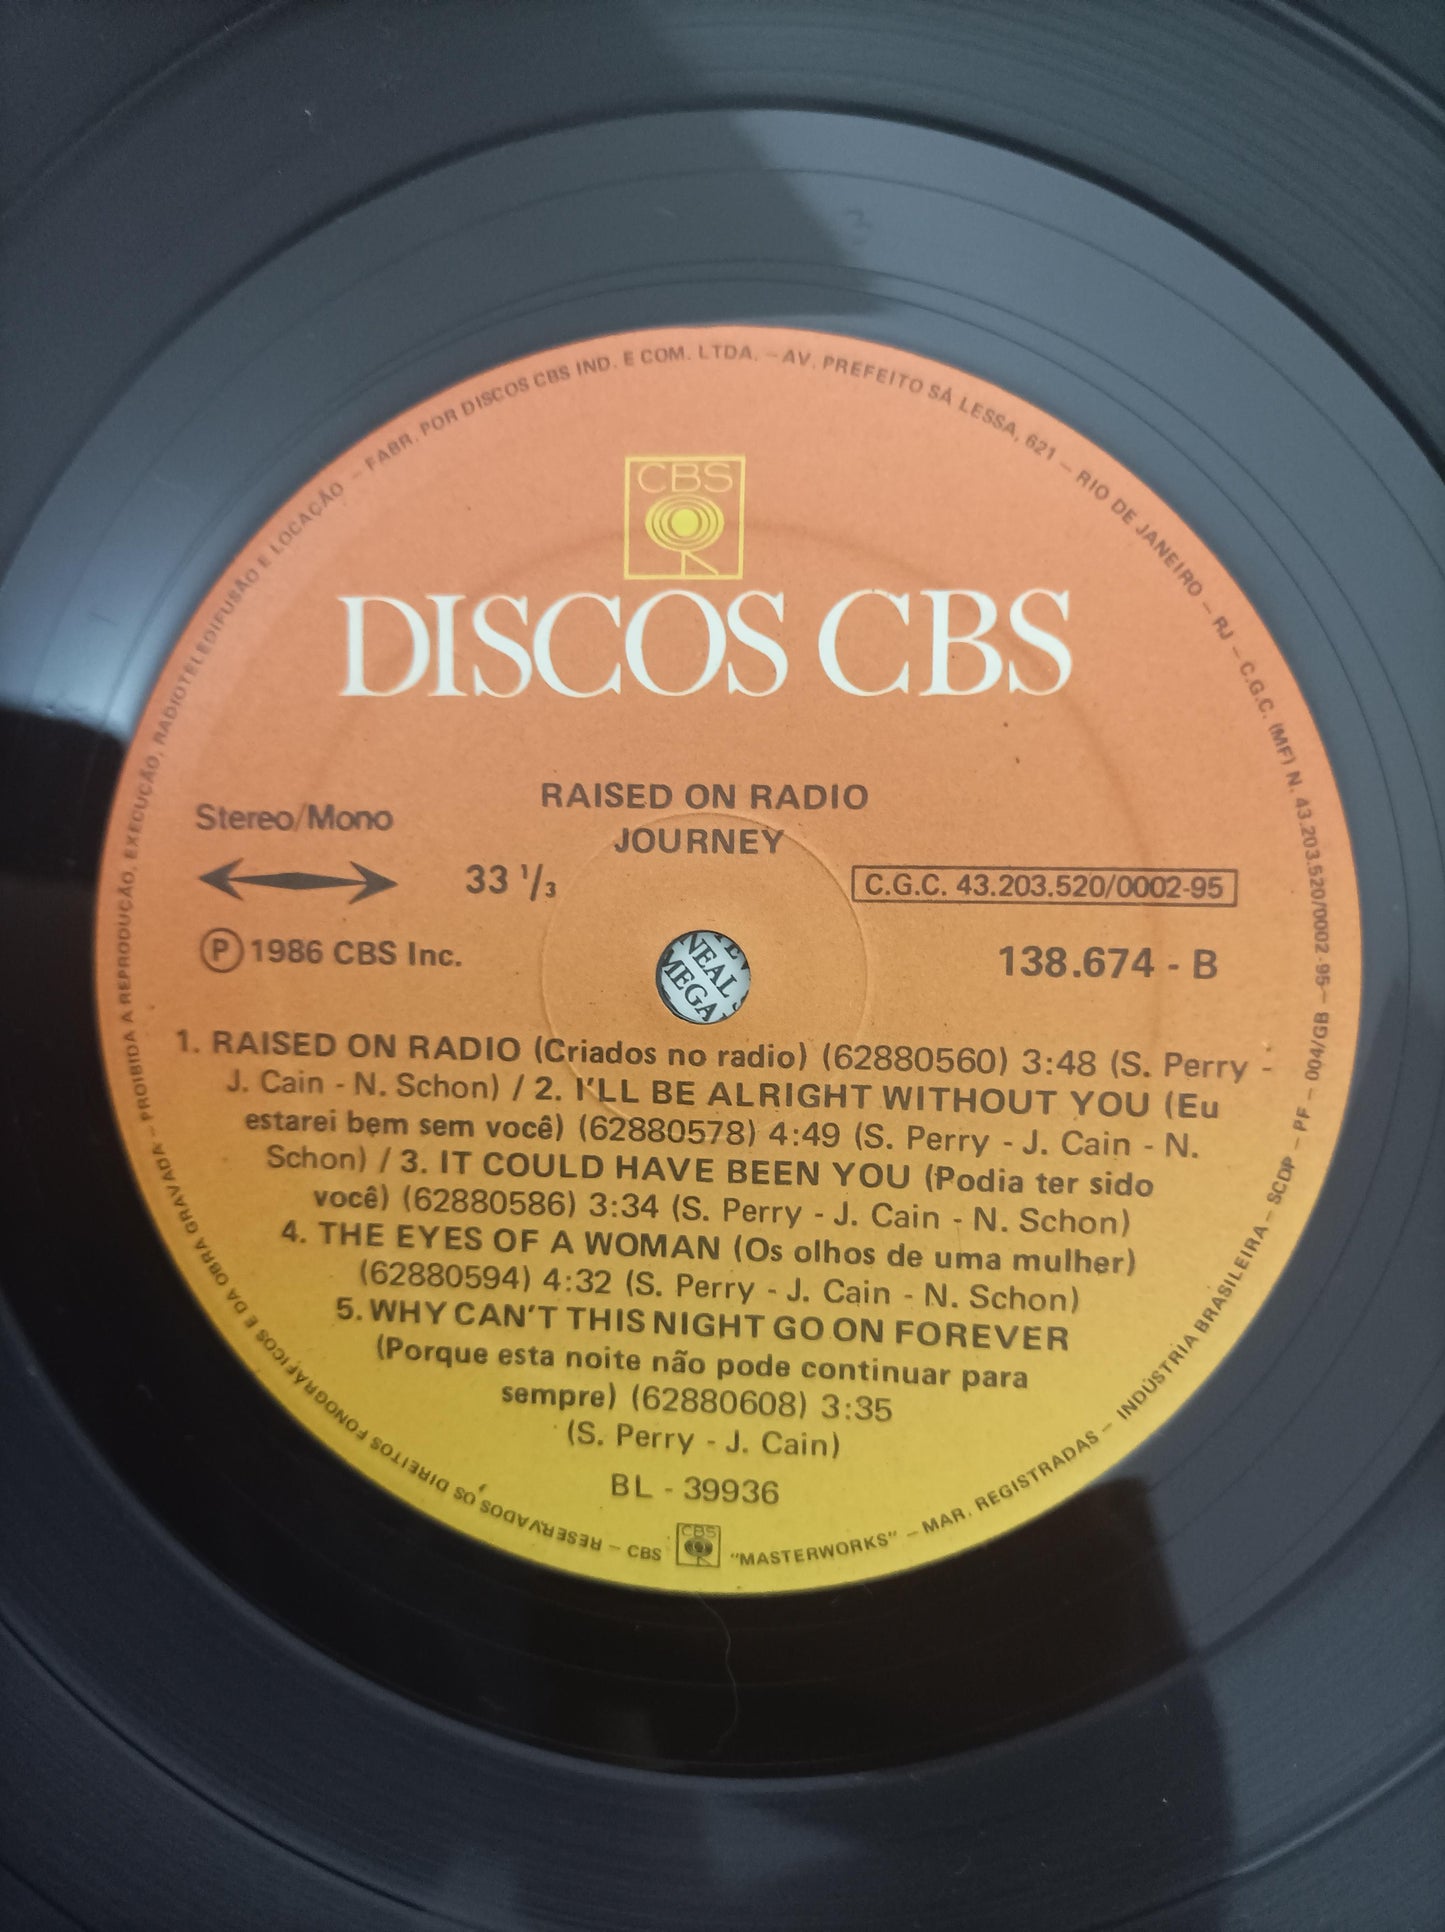 CBS
DISCOS CBS
RAISED ON RADIO
JOURNEY
Stereo/Mono
33 1/3
C.G.C. 43.203.520/0002-95
Ⓟ 1986 CBS Inc.
138.674 - B
NEAL
MEGA
1. RAISED ON RADIO (Criados no radio) (62880560) 3:48 (S. Perry -
J. Cain - N. Schon) / 2. I'LL BE ALRIGHT WITHOUT YOU (Eu
estarei bem sem você) (62880578) 4:49 (S. Perry - J. Cain - N.
Schon) / 3. IT COULD HAVE BEEN YOU (Podia ter sido
você) (62880586) 3:34 (S. Perry - J. Cain - N. Schon)
4. THE EYES OF A WOMAN (Os olhos de uma mulher)
(62880594) 4:32 (S. Perry - J. Cain - N. Schon)
5. WHY CAN'T THIS NIGHT GO ON FOREVER
(Porque esta noite não pode continuar para
sempre) (62880608) 3:35
(S. Perry - J. Cain)
BL - 39936
RESERVADOS OS DIREITOS FONOGRÁFICOS E DA OBRA GRAVADA – PROIBIDA A REPRODUÇÃO, EXECUÇÃO, RADIOTELEDIFUSÃO E LOCAÇÃO – FABR. POR DISCOS CBS IND. E COM. LTDA. – AV. PREFEITO SÁ LESSA, 621 – RIO DE JANEIRO – RJ – C.G.C. (MF) N. 43.203.520/0002-95 – 004/GB – PF – SCDP – INDÚSTRIA BRASILEIRA –
CBS CBS "MASTERWORKS" – MAR. REGISTRADAS –